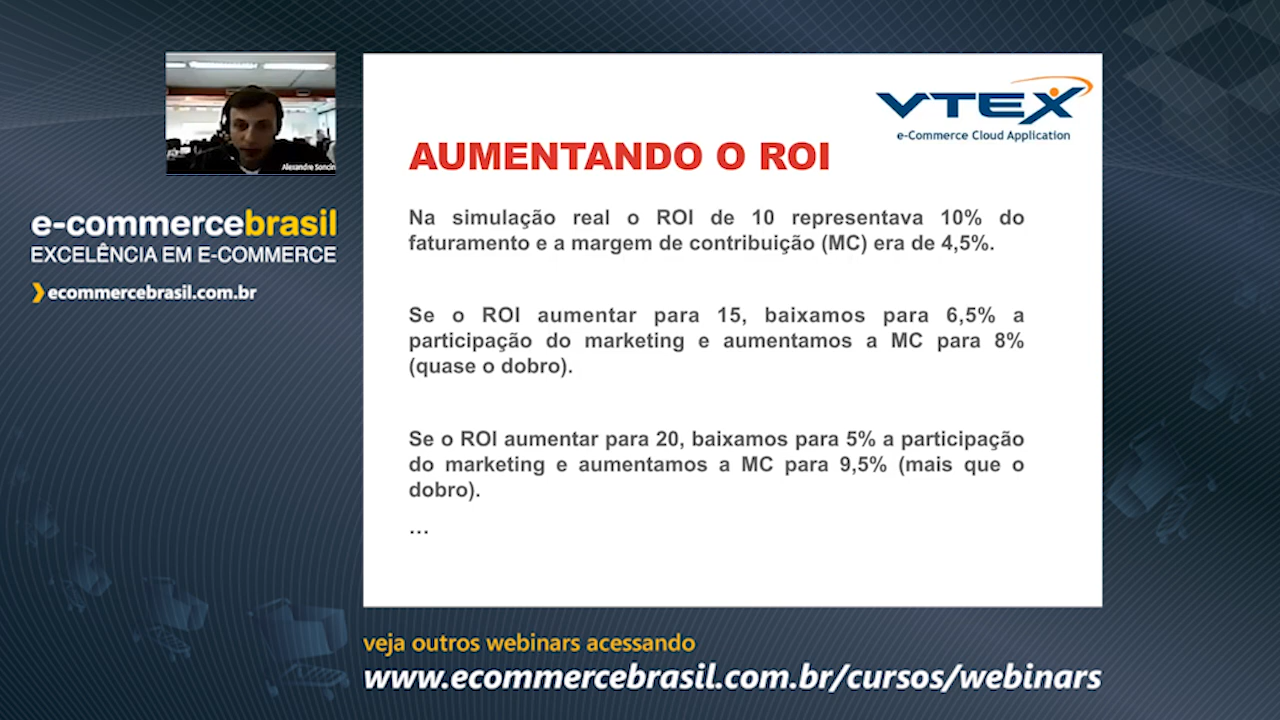 Alexandre Soncin
e-commercebrasil
EXCELÊNCIA EM E-COMMERCE
ecommercebrasil.com.br
VTEX
e-Commerce Cloud Application
AUMENTANDO O ROI
Na simulação real o ROI de 10 representava 10% do
faturamento e a margem de contribuição (MC) era de 4,5%.
Se o ROI aumentar para 15, baixamos para 6,5% a
participação do marketing e aumentamos a MC para 8%
(quase o dobro).
Se o ROI aumentar para 20, baixamos para 5% a participação
do marketing e aumentamos a MC para 9,5% (mais que o
dobro).
...
veja outros webinars acessando
www.ecommercebrasil.com.br/cursos/webinars